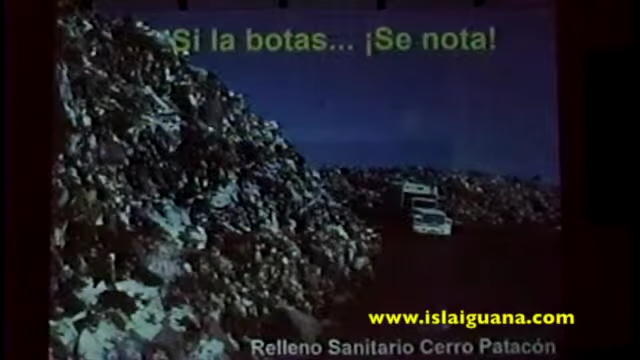 ¡Si la botas... ¡Se nota!
www.islaiguana.com
Relleno Sanitario Cerro Patacón